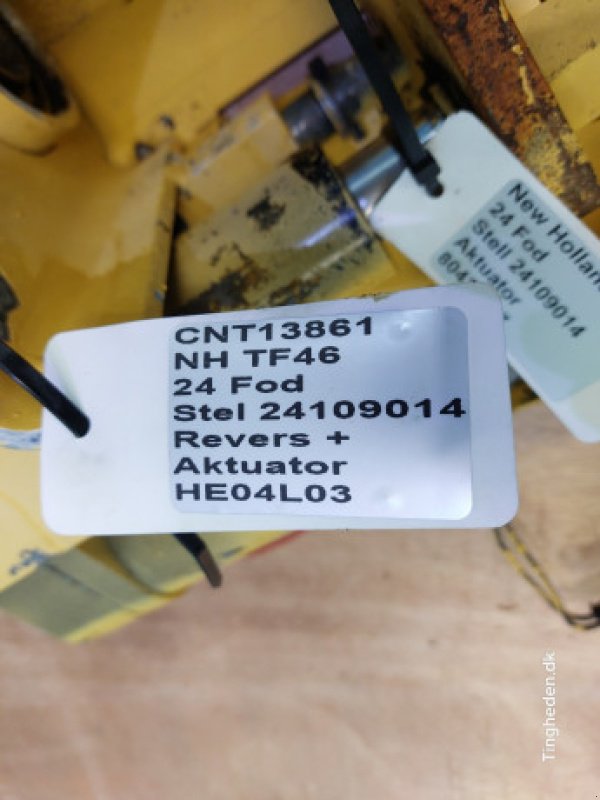 CNT13861
NH TF46
24 Fod
Stel 24109014
Revers +
Aktuator
HE04L03
New Hollan
24 Fod
Stell 24109014
Aktuator
Tingheden.dk